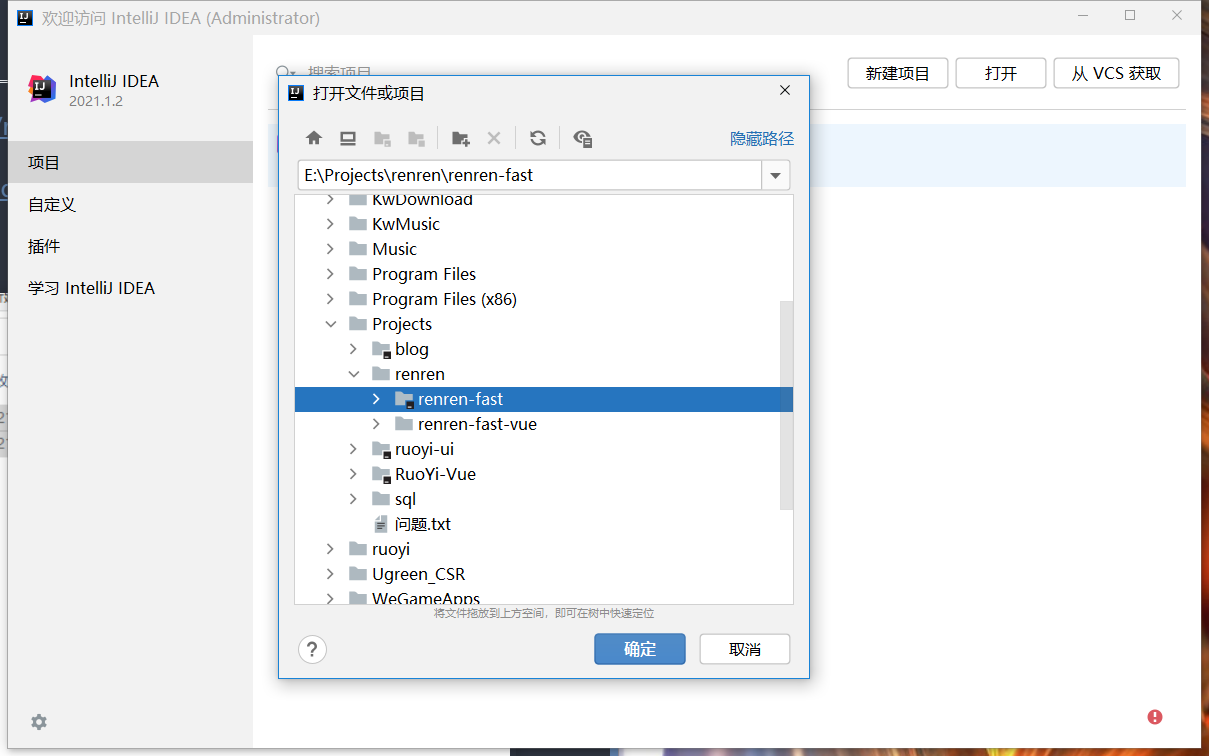 欢迎访问 IntelliJ IDEA (Administrator)
IntelliJ IDEA
2021.1.2
项目
自定义
插件
学习 IntelliJ IDEA
搜索项目
新建项目
打开
从 VCS 获取
打开文件或项目
隐藏路径
E:\Projects\renren\renren-fast
KwDownload
KwMusic
Music
Program Files
Program Files (x86)
Projects
blog
renren
renren-fast
renren-fast-vue
ruoyi-ui
RuoYi-Vue
sql
问题.txt
ruoyi
Ugreen_CSR
WeGameApps
将文件拖放到上方空间，即可在树中快速定位
?
确定
取消